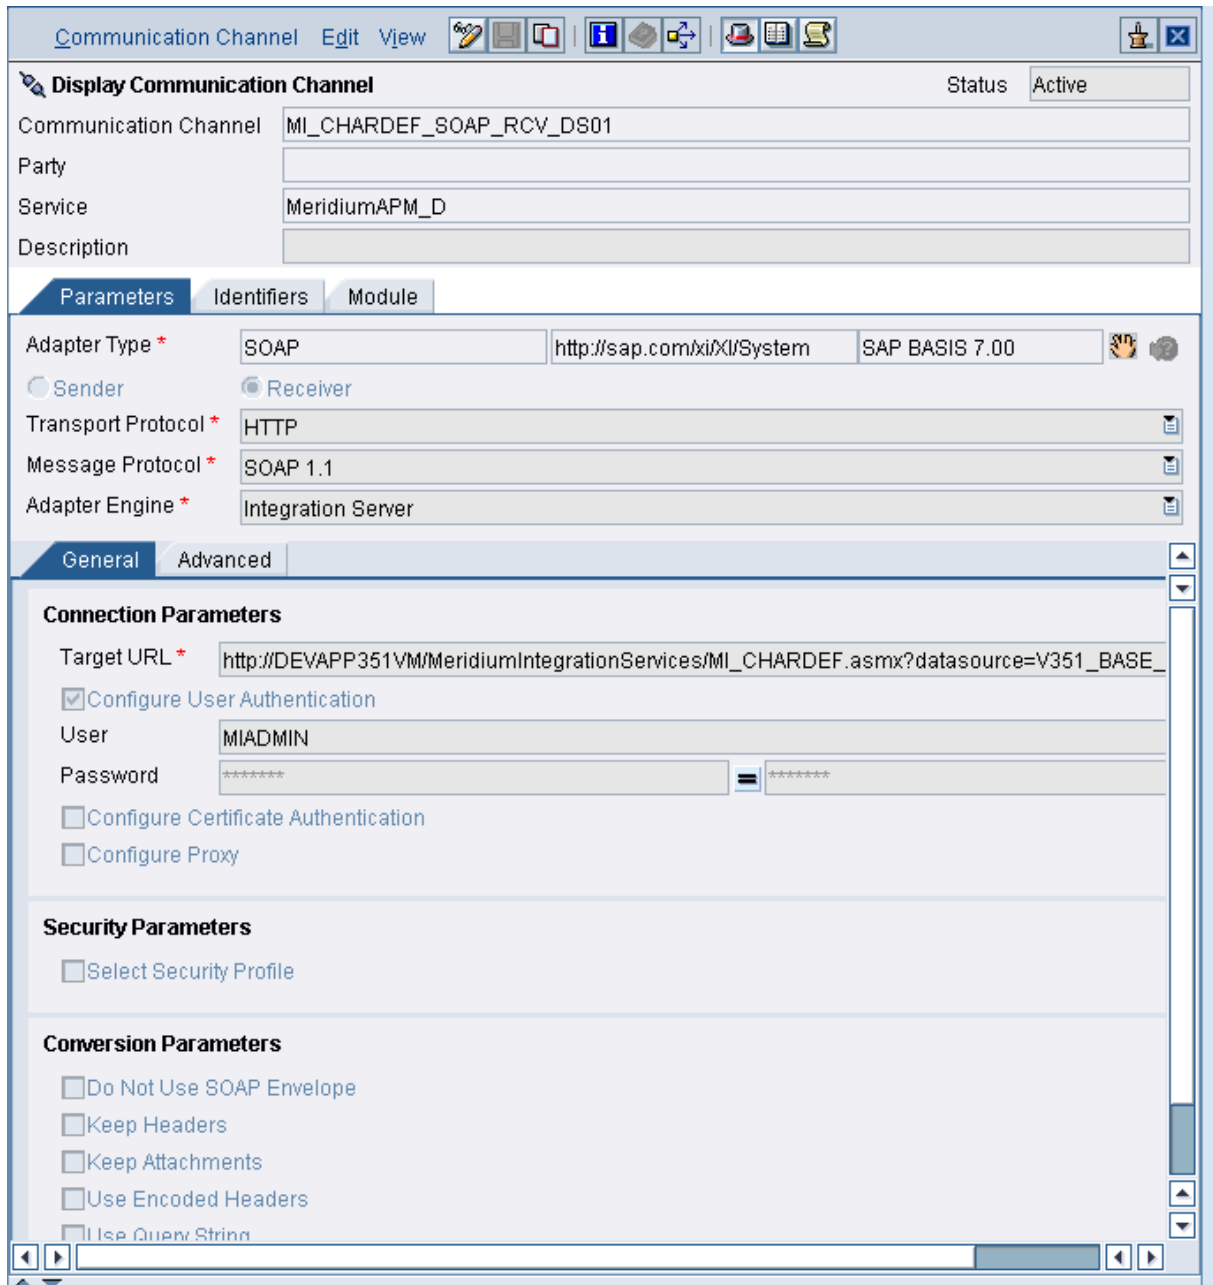 Communication Channel Edit View
Display Communication Channel Status Active
Communication Channel MI_CHARDEF_SOAP_RCV_DS01
Party
Service MeridiumAPM_D
Description
Parameters Identifiers Module
Adapter Type * SOAP http://sap.com/xi/XI/System SAP BASIS 7.00
Sender Receiver
Transport Protocol * HTTP
Message Protocol * SOAP 1.1
Adapter Engine * Integration Server
General Advanced
Connection Parameters
Target URL * http://DEVAPP351VM/MeridiumIntegrationServices/MI_CHARDEF.asmx?datasource=V351_BASE_
Configure User Authentication
User MIADMIN
Password ******* = *******
Configure Certificate Authentication
Configure Proxy
Security Parameters
Select Security Profile
Conversion Parameters
Do Not Use SOAP Envelope
Keep Headers
Keep Attachments
Use Encoded Headers
Use Query String